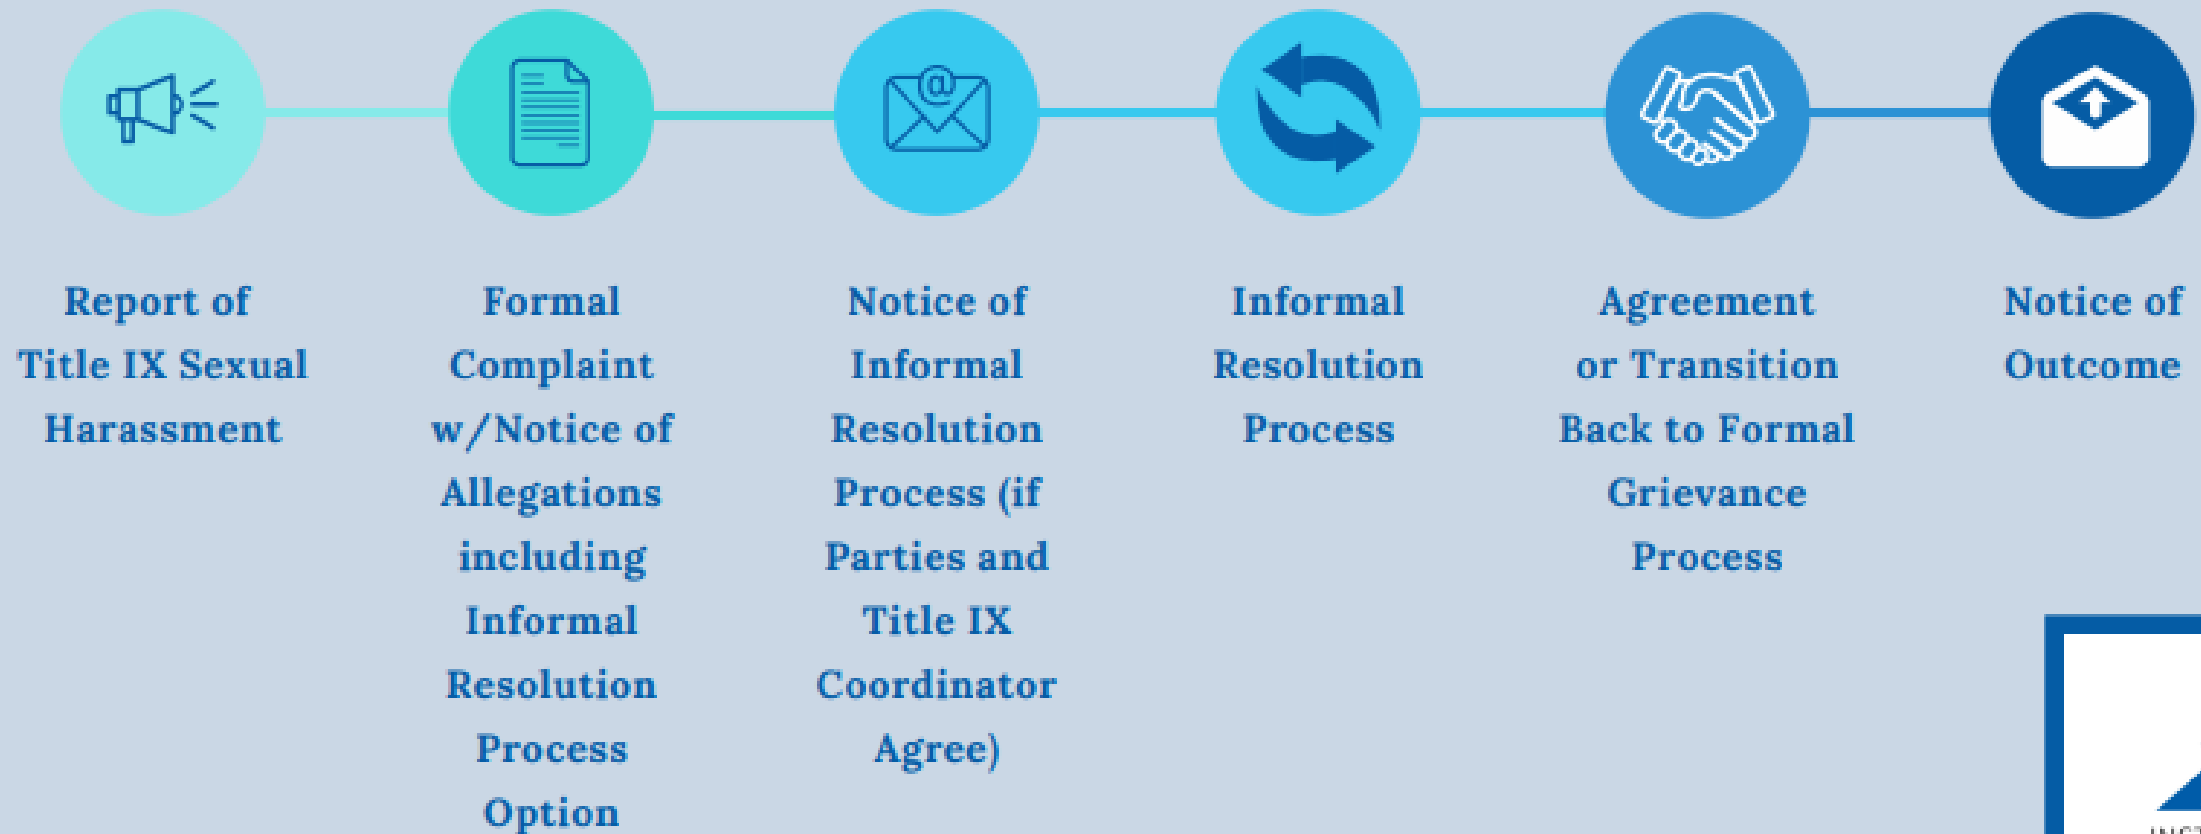 Report of
Title IX Sexual
Harassment
Formal
Complaint
w/Notice of
Allegations
including
Informal
Resolution
Process
Option
@
Notice of
Informal
Resolution
Process (if
Parties and
Title IX
Coordinator
Agree)
Informal
Resolution
Process
Agreement
or Transition
Back to Formal
Grievance
Process
Notice of
Outcome